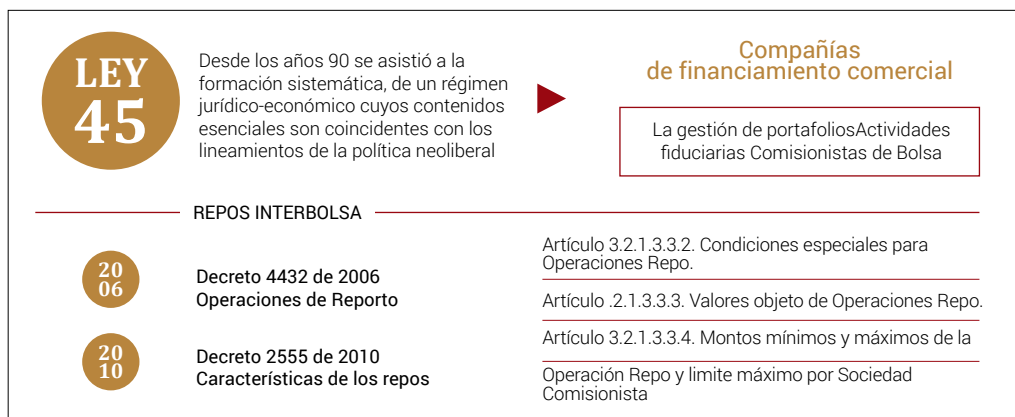 LEY
45
Desde los años 90 se asistió a la
formación sistemática, de un régimen
jurídico-económico cuyos contenidos
esenciales son coincidentes con los
lineamientos de la política neoliberal
Compañías
de financiamiento comercial
La gestión de portafoliosActividades
fiduciarias Comisionistas de Bolsa
REPOS INTERBOLSA
20
06
Decreto 4432 de 2006
Operaciones de Reporto
20
10
Decreto 2555 de 2010
Características de los repos
Artículo 3.2.1.3.3.2. Condiciones especiales para
Operaciones Repo.
Artículo .2.1.3.3.3. Valores objeto de Operaciones Repo.
Artículo 3.2.1.3.3.4. Montos mínimos y máximos de la
Operación Repo y limite máximo por Sociedad
Comisionista